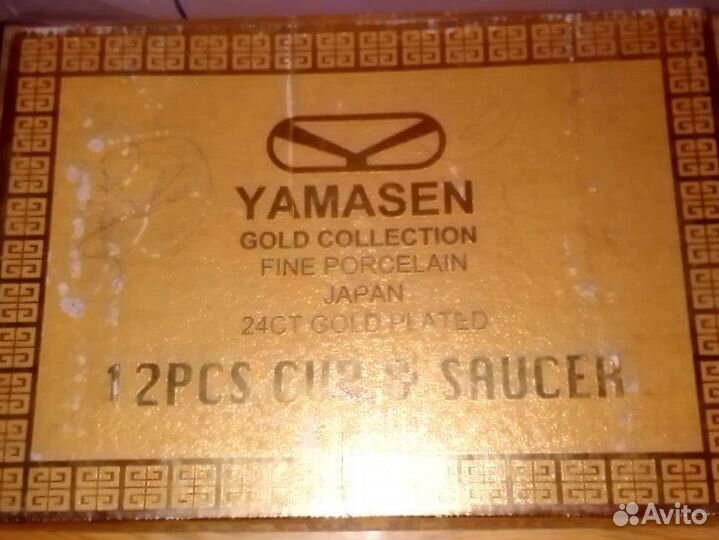 YAMASEN
GOLD COLLECTION
FINE PORCELAIN
JAPAN
24CT GOLD PLATED
12PCS CUP & SAUCER
Avito